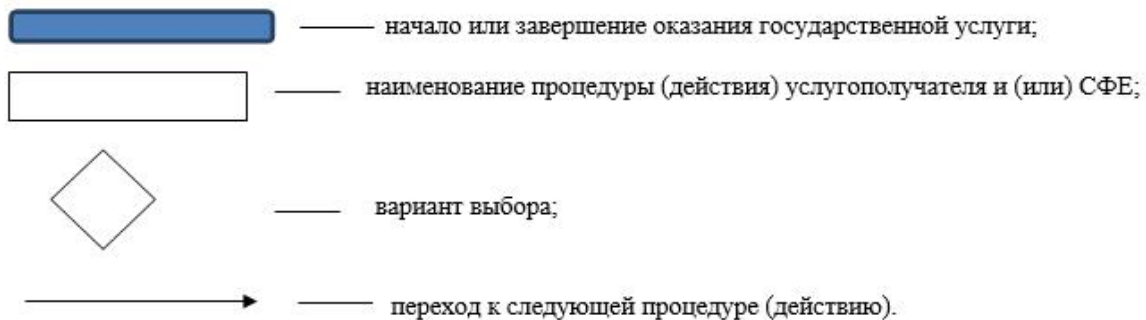 начало или завершение оказания государственной услуги;
наименование процедуры (действия) услугополучателя и (или) СФЕ;
вариант выбора;
переход к следующей процедуре (действию).